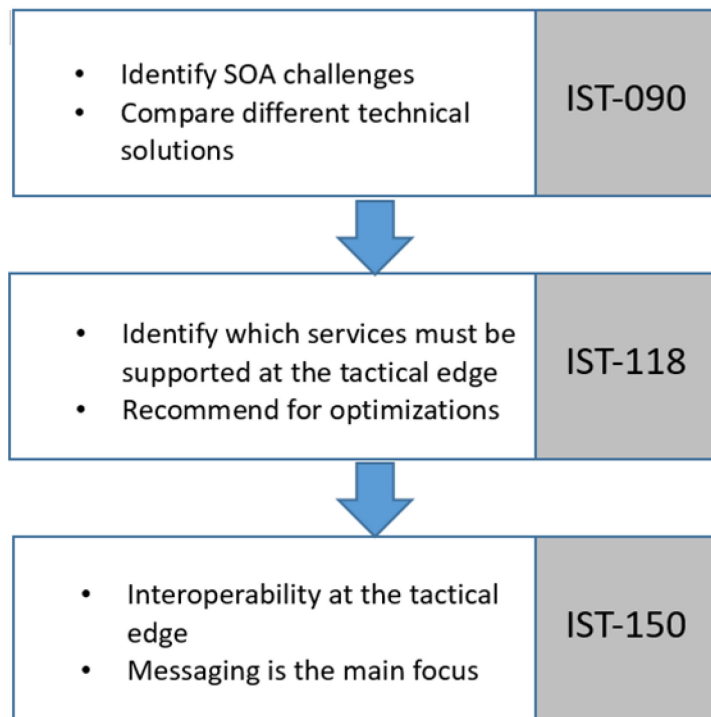 • Identify SOA challenges
• Compare different technical
solutions
IST-090
• Identify which services must be
supported at the tactical edge
• Recommend for optimizations
IST-118
• Interoperability at the tactical
edge
• Messaging is the main focus
IST-150